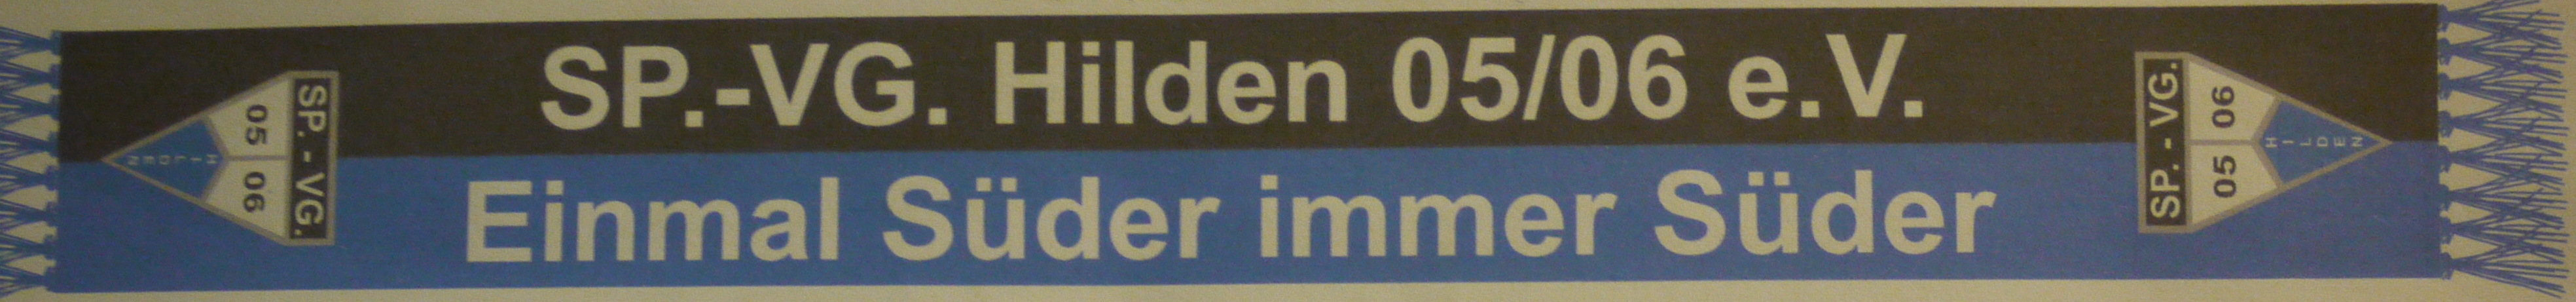 SP.-VG. Hilden 05/06 e.V.
Einmal Süder immer Süder
SP. - VG.
05 06
HILDEN
SP. - VG.
05 06
HILDEN